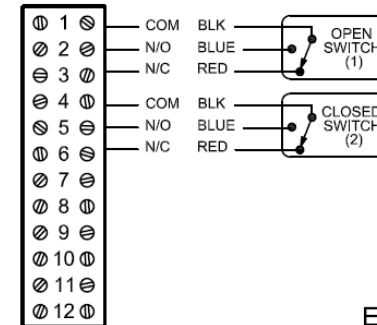 1 COM BLK OPEN
2 N/O BLUE SWITCH
(1)
3 N/C RED
4 COM BLK CLOSED
5 N/O BLUE SWITCH
(2)
6 N/C RED
7
8
9
10
11
12
E